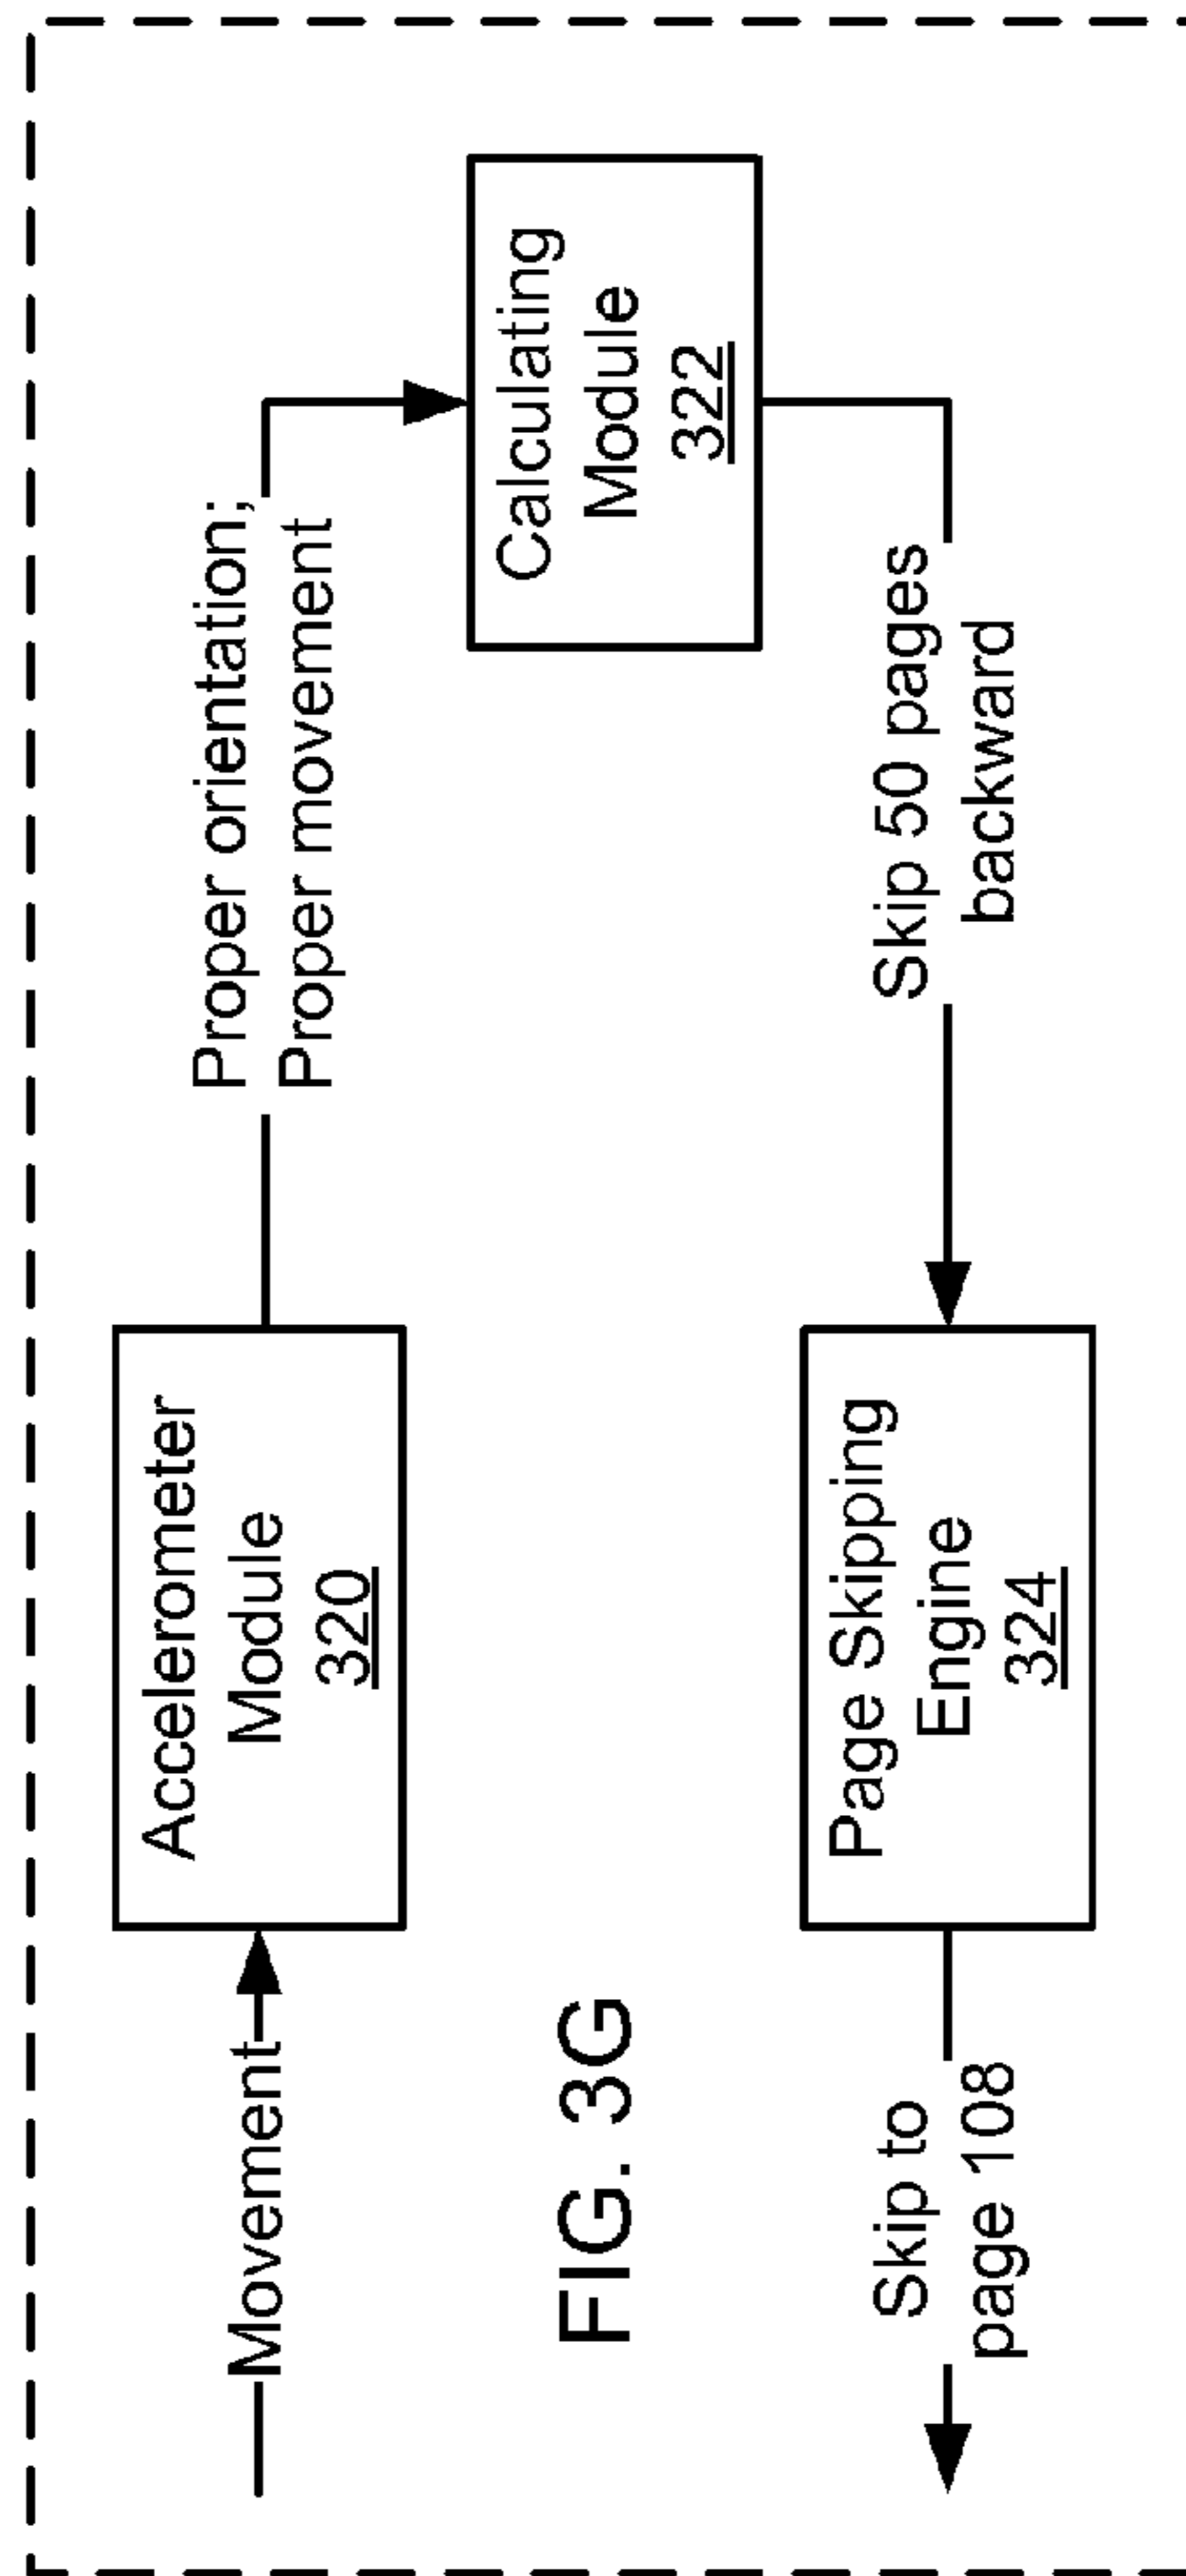 Movement
Accelerometer
Module
320
Proper orientation;
Proper movement
Calculating
Module
322
Skip 50 pages
backward
Page Skipping
Engine
324
Skip to
page 108
FIG. 3G